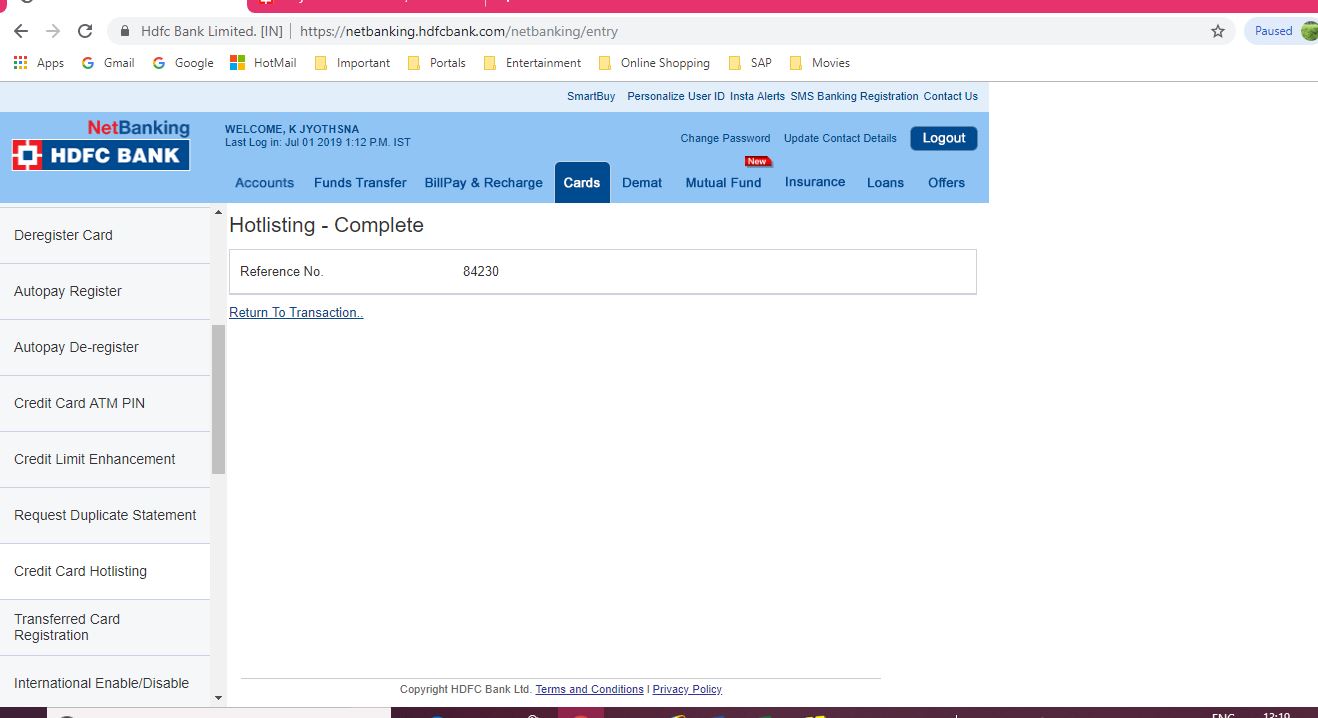 Hdfc Bank Limited. [IN] | https://netbanking.hdfcbank.com/netbanking/entry Paused
Apps Gmail Google HotMail Important Portals Entertainment Online Shopping SAP Movies
SmartBuy Personalize User ID Insta Alerts SMS Banking Registration Contact Us
NetBanking
HDFC BANK
WELCOME, K JYOTHSNA
Last Log in: Jul 01 2019 1:12 P.M. IST
Change Password Update Contact Details Logout
New
Accounts Funds Transfer BillPay & Recharge Cards Demat Mutual Fund Insurance Loans Offers
Deregister Card
Autopay Register
Autopay De-register
Credit Card ATM PIN
Credit Limit Enhancement
Request Duplicate Statement
Credit Card Hotlisting
Transferred Card
Registration
International Enable/Disable
Hotlisting - Complete
Reference No. 84230
Return To Transaction..
Copyright HDFC Bank Ltd. Terms and Conditions I Privacy Policy
ENG 13:19